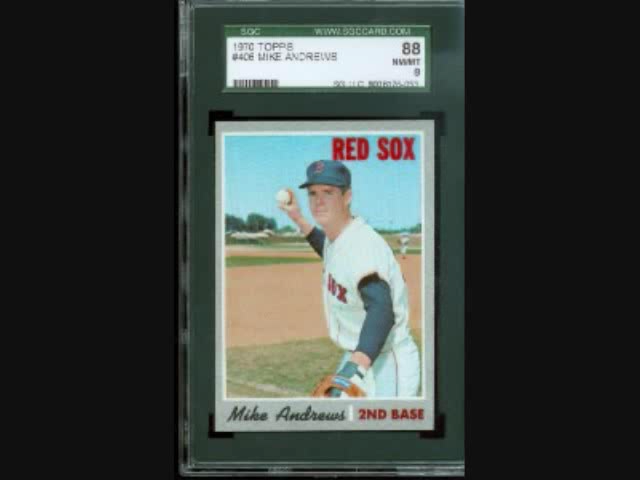 SGC WWW.SGCCARD.COM
1970 TOPPS 88
#406 MIKE ANDREWS NM/MT
8
RED SOX
SOX
Mike Andrews 2ND BASE